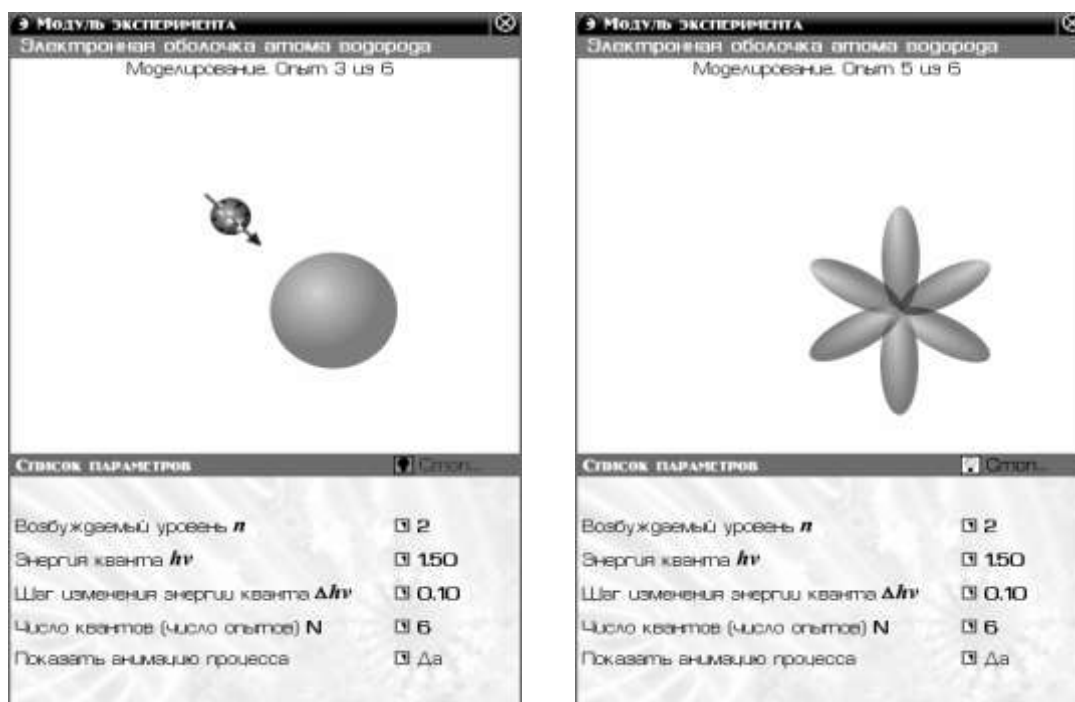 Э Модуль эксперимента
Электронная оболочка атома водорода
Моделирование. Опыт 3 из 6
Список параметров
Стоп...
Возбуждаемый уровень n 2
Энергия кванта hν 1.50
Шаг изменения энергии кванта Δhν 0.10
Число квантов (число опытов) N 6
Показать анимацию процесса Да
Э Модуль эксперимента
Электронная оболочка атома водорода
Моделирование. Опыт 5 из 6
Список параметров
Стоп...
Возбуждаемый уровень n 2
Энергия кванта hν 1.50
Шаг изменения энергии кванта Δhν 0.10
Число квантов (число опытов) N 6
Показать анимацию процесса Да